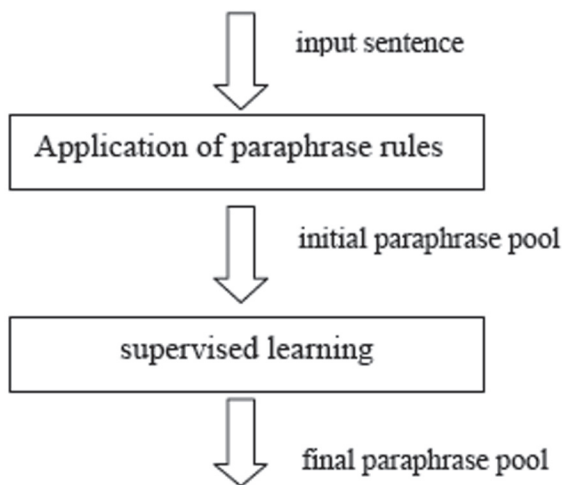 input sentence
Application of paraphrase rules
initial paraphrase pool
supervised learning
final paraphrase pool